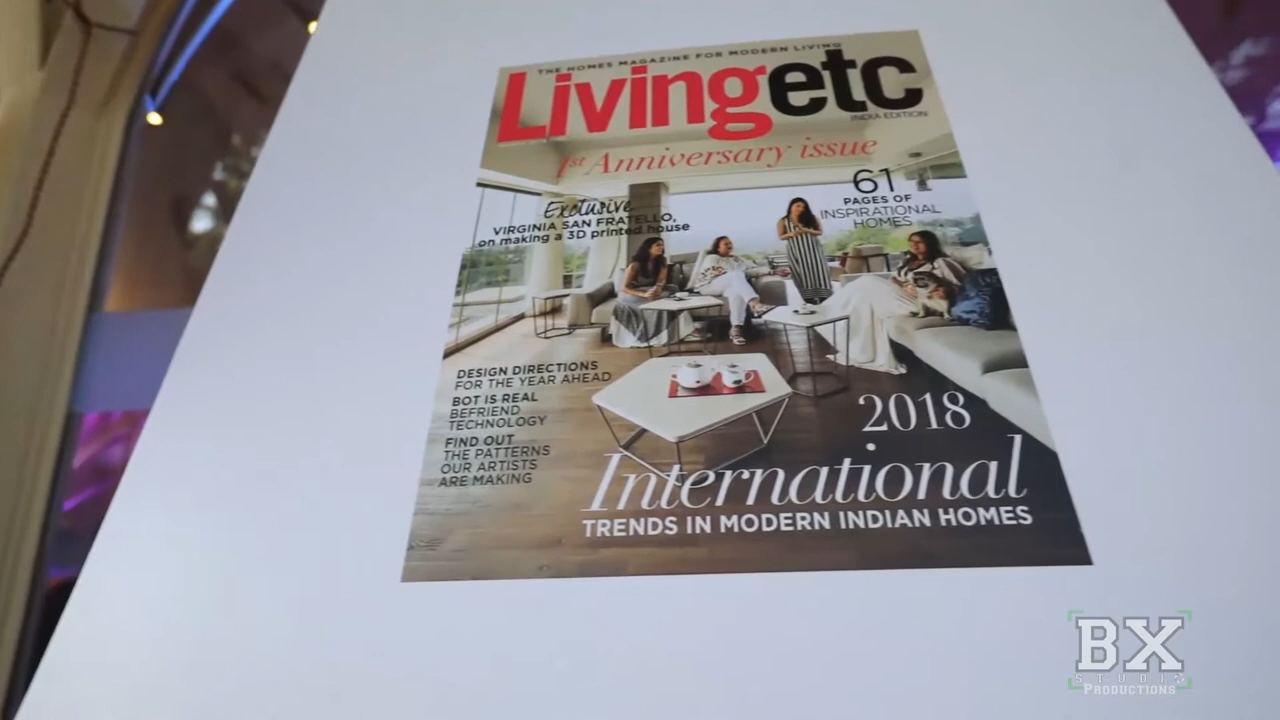 THE HOMES MAGAZINE FOR MODERN LIVING
Livingetc
INDIA EDITION
1st Anniversary issue
Exclusive
VIRGINIA SAN FRATELLO,
on making a 3D printed house
61
PAGES OF
INSPIRATIONAL
HOMES
DESIGN DIRECTIONS
FOR THE YEAR AHEAD
BOT IS REAL
BEFRIEND
TECHNOLOGY
FIND OUT
THE PATTERNS
OUR ARTISTS
ARE MAKING
2018
International
TRENDS IN MODERN INDIAN HOMES
BX
STUDIO
PRODUCTIONS